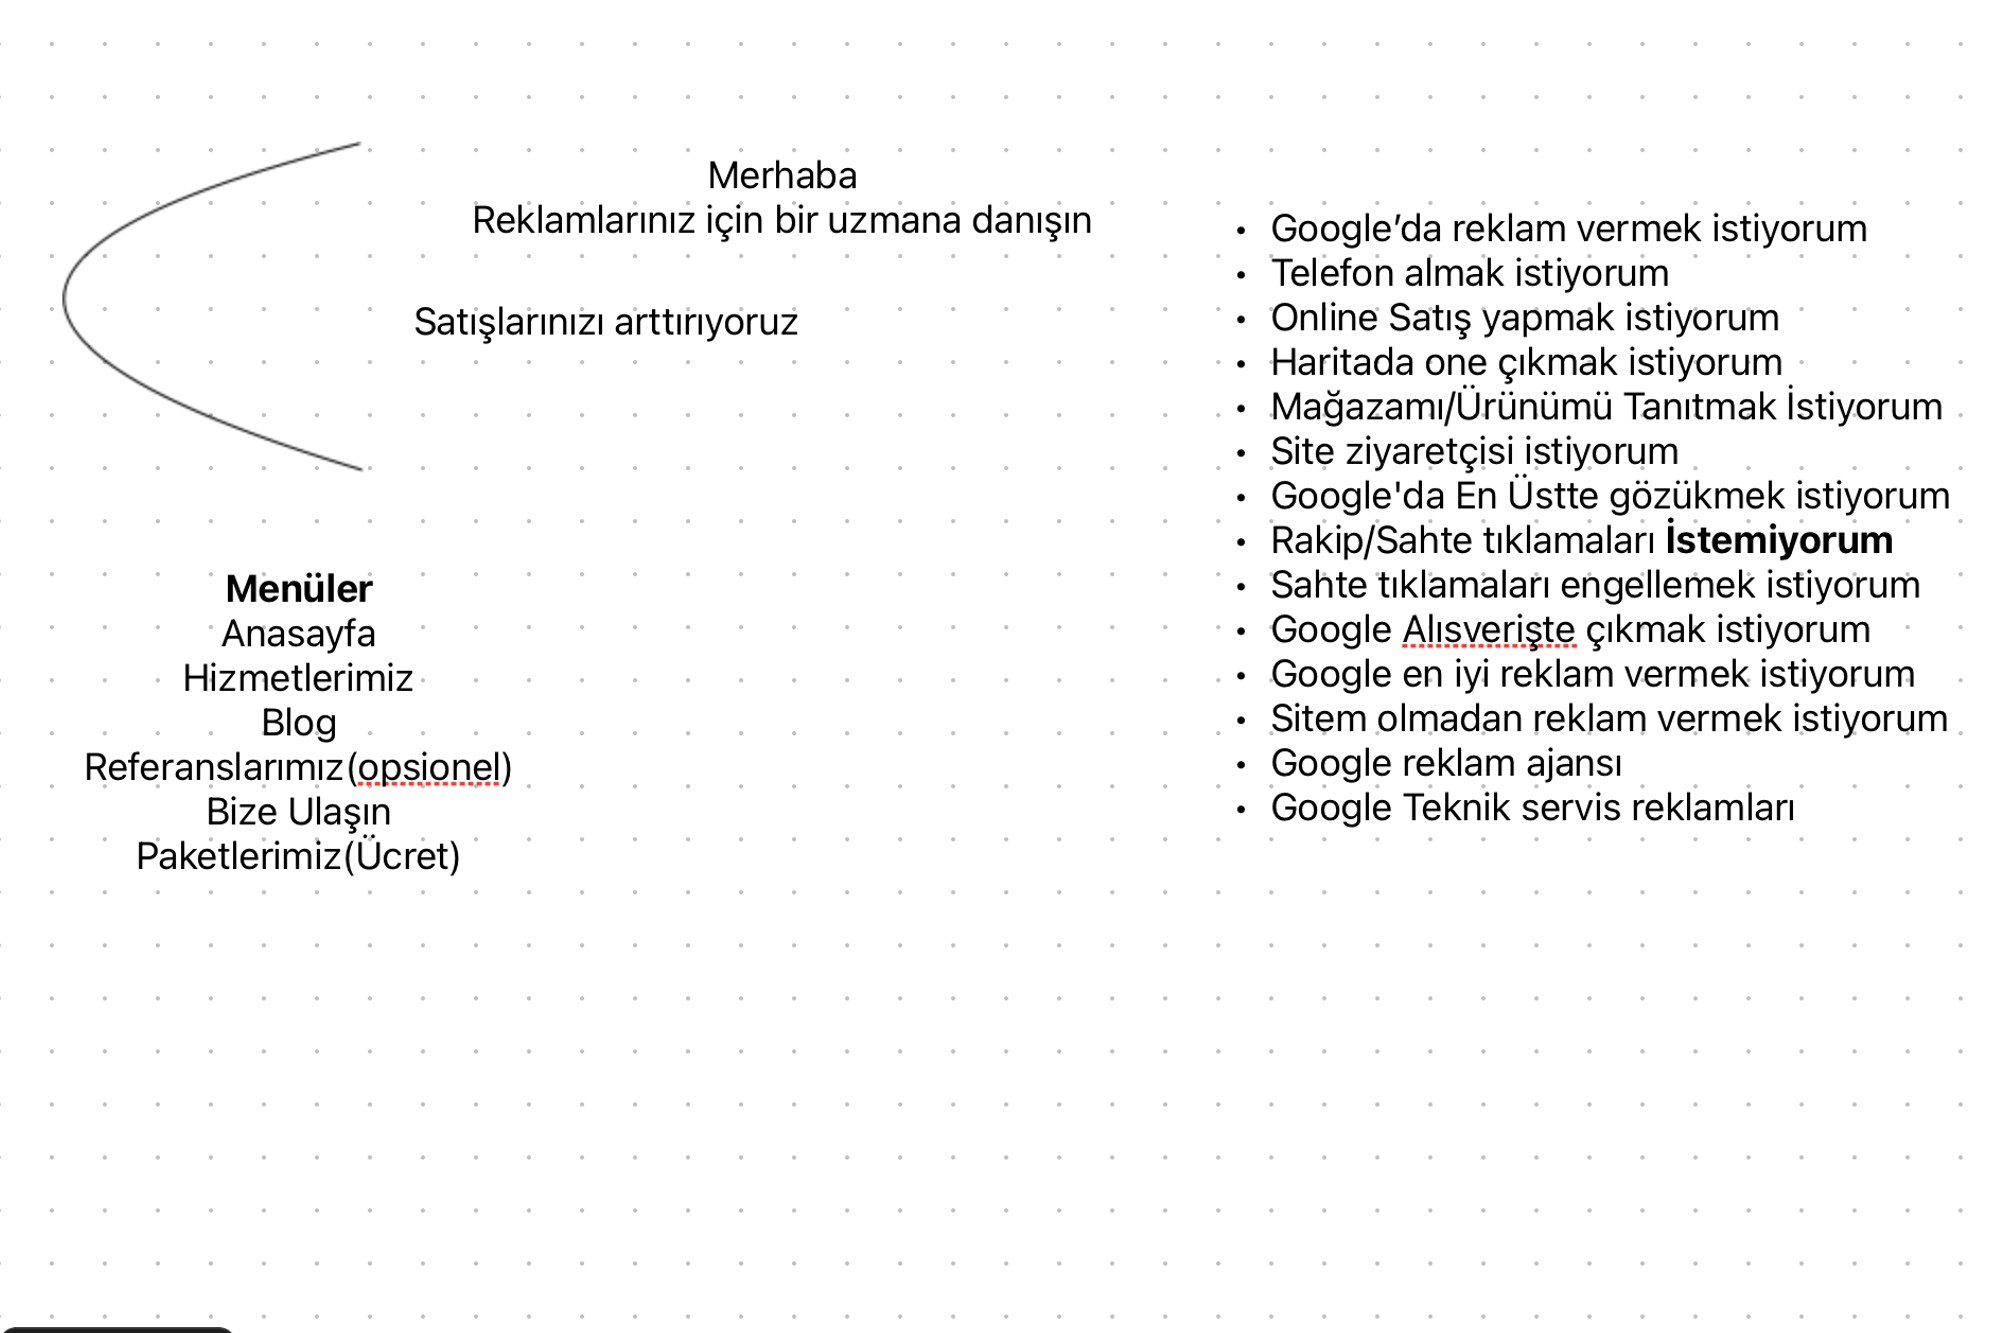 Merhaba
Reklamlarınız için bir uzmana danışın
Satışlarınızı arttırıyoruz
Menüler
Anasayfa
Hizmetlerimiz
Blog
Referanslarımız(opsionel)
Bize Ulaşın
Paketlerimiz(Ücret)
• Google’da reklam vermek istiyorum
• Telefon almak istiyorum
• Online Satış yapmak istiyorum
• Haritada one çıkmak istiyorum
• Mağazamı/Ürünümü Tanıtmak İstiyorum
• Site ziyaretçisi istiyorum
• Google'da En Üstte gözükmek istiyorum
• Rakip/Sahte tıklamaları İstemiyorum
• Sahte tıklamaları engellemek istiyorum
• Google Alısverişte çıkmak istiyorum
• Google en iyi reklam vermek istiyorum
• Sitem olmadan reklam vermek istiyorum
• Google reklam ajansı
• Google Teknik servis reklamları